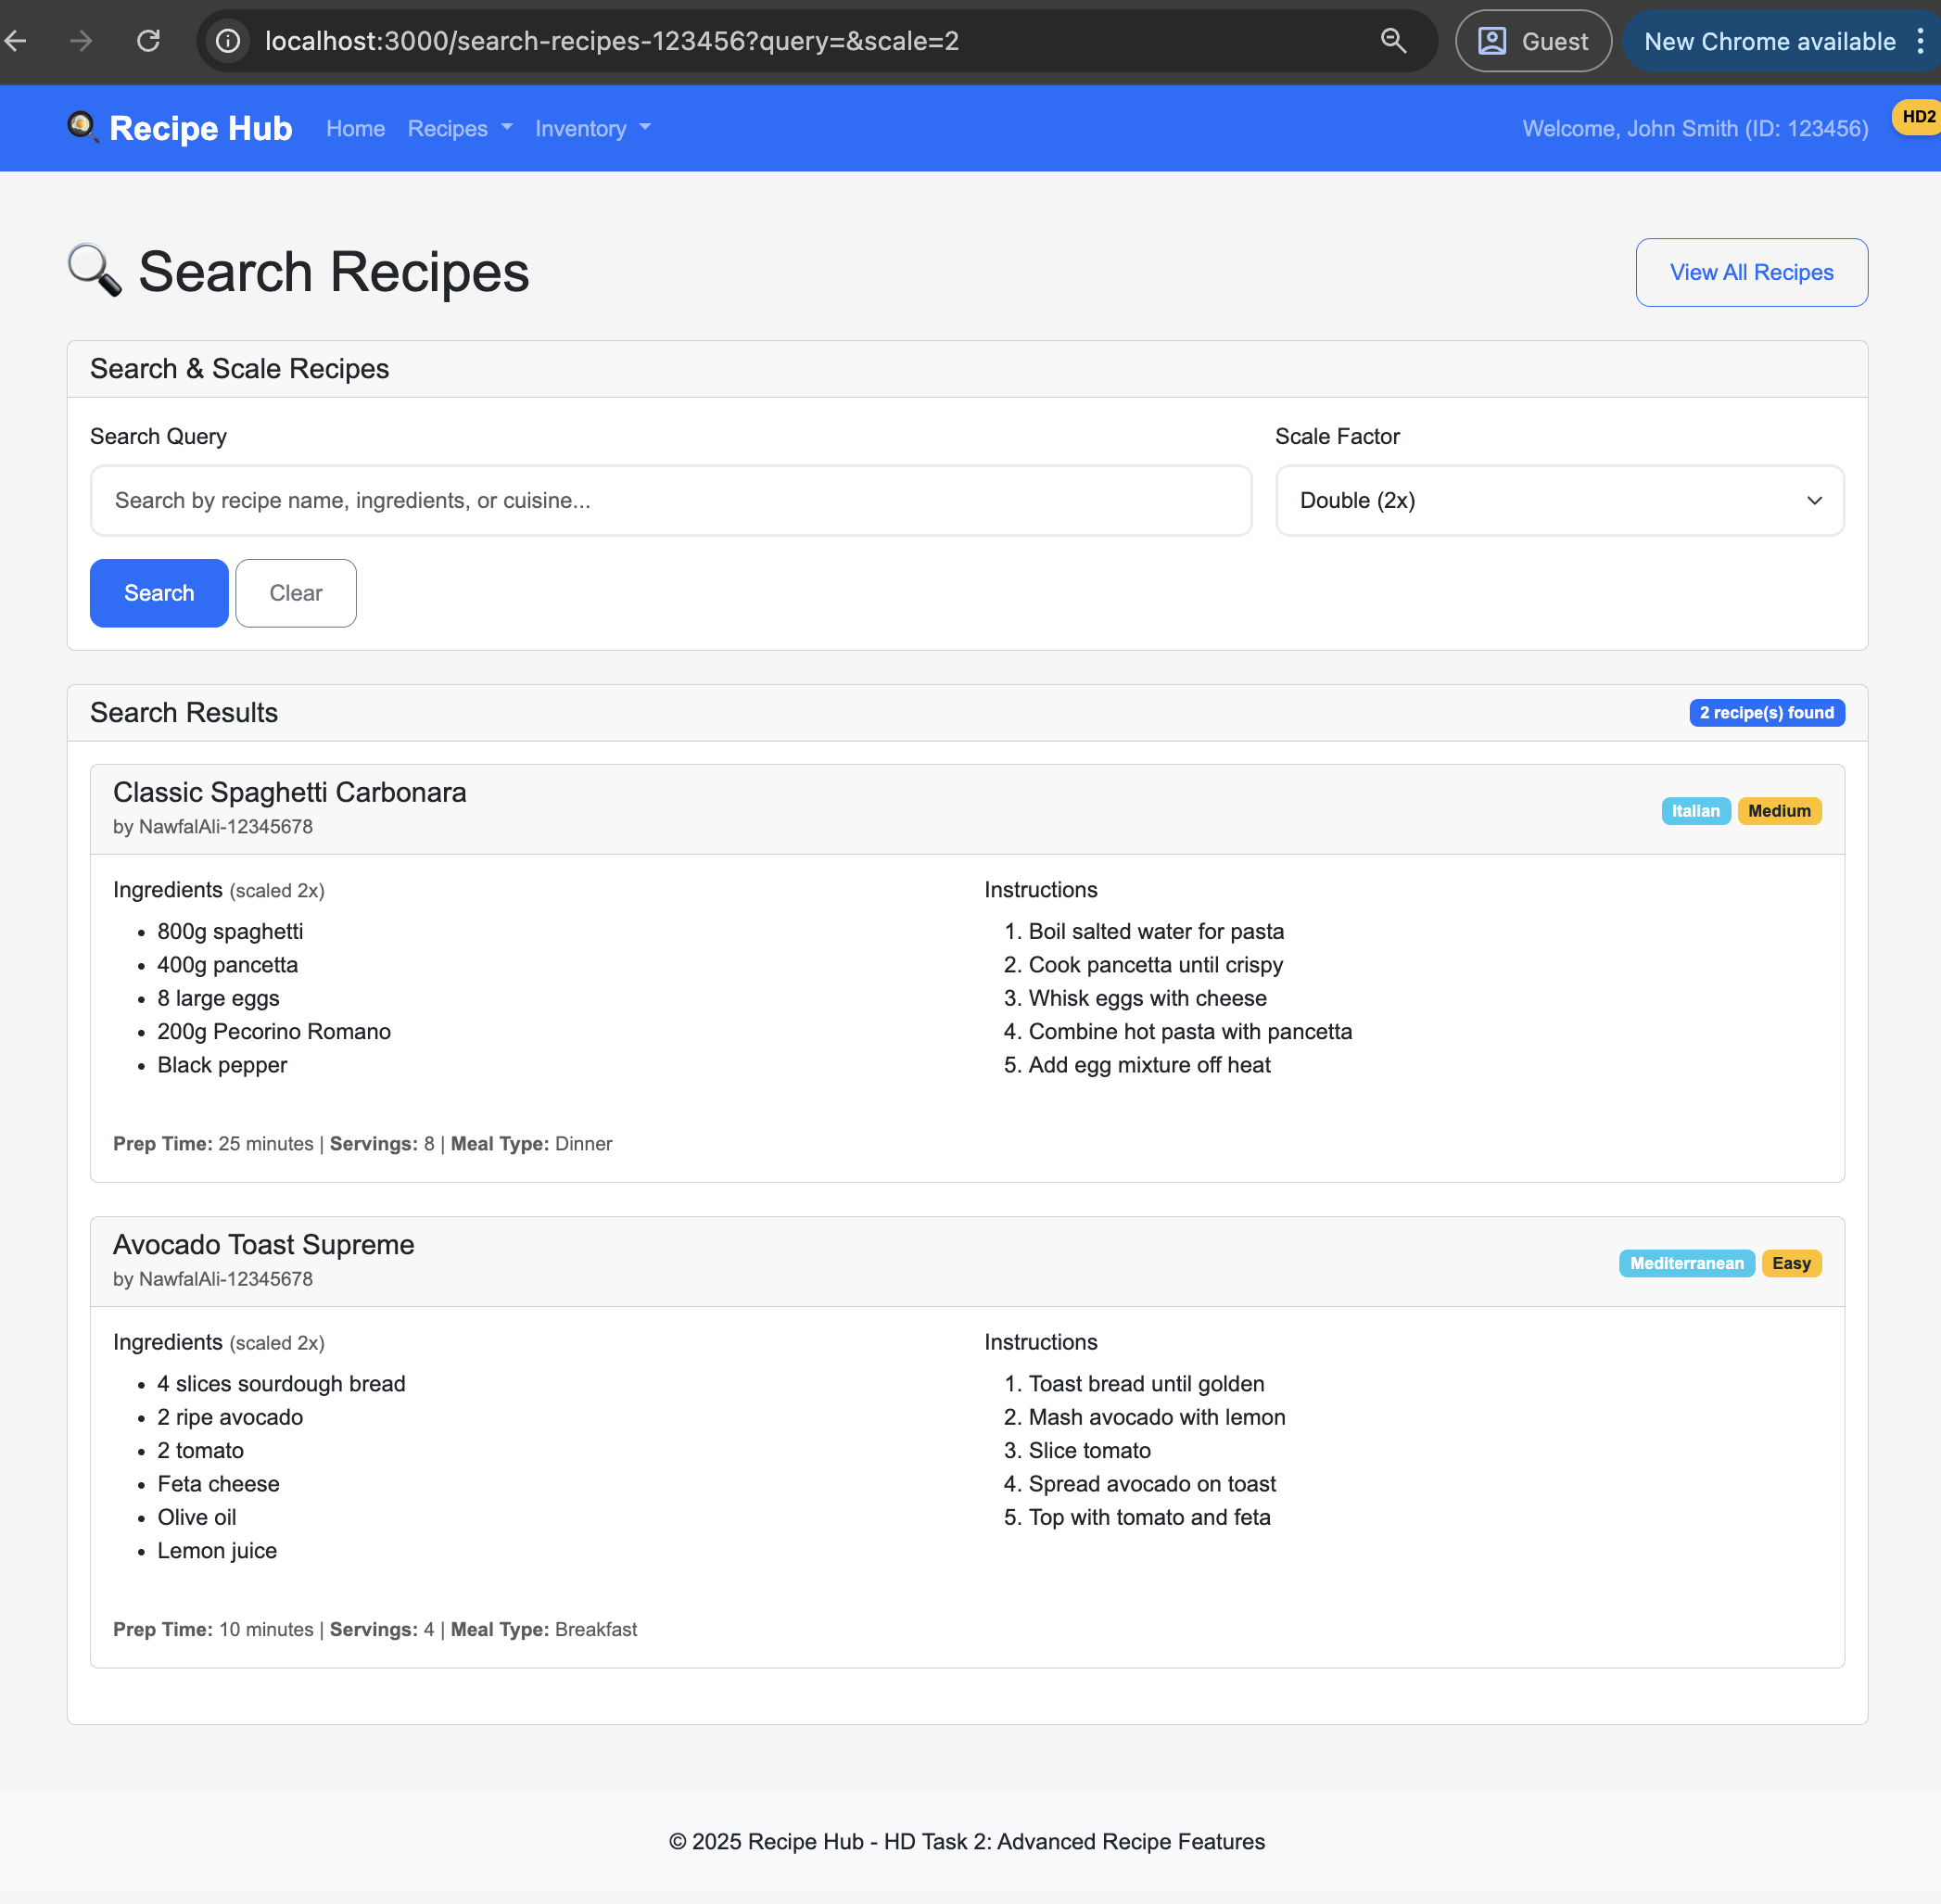 localhost:3000/search-recipes-123456?query=&scale=2
Guest
New Chrome available
Recipe Hub
Home
Recipes
Inventory
Welcome, John Smith (ID: 123456)
HD2
Search Recipes
View All Recipes
Search & Scale Recipes
Search Query
Scale Factor
Search by recipe name, ingredients, or cuisine...
Double (2x)
Search
Clear
Search Results
2 recipe(s) found
Classic Spaghetti Carbonara
by NawfalAli-12345678
Italian
Medium
Ingredients (scaled 2x)
• 800g spaghetti
• 400g pancetta
• 8 large eggs
• 200g Pecorino Romano
• Black pepper
Instructions
1. Boil salted water for pasta
2. Cook pancetta until crispy
3. Whisk eggs with cheese
4. Combine hot pasta with pancetta
5. Add egg mixture off heat
Prep Time: 25 minutes | Servings: 8 | Meal Type: Dinner
Avocado Toast Supreme
by NawfalAli-12345678
Mediterranean
Easy
Ingredients (scaled 2x)
• 4 slices sourdough bread
• 2 ripe avocado
• 2 tomato
• Feta cheese
• Olive oil
• Lemon juice
Instructions
1. Toast bread until golden
2. Mash avocado with lemon
3. Slice tomato
4. Spread avocado on toast
5. Top with tomato and feta
Prep Time: 10 minutes | Servings: 4 | Meal Type: Breakfast
© 2025 Recipe Hub - HD Task 2: Advanced Recipe Features